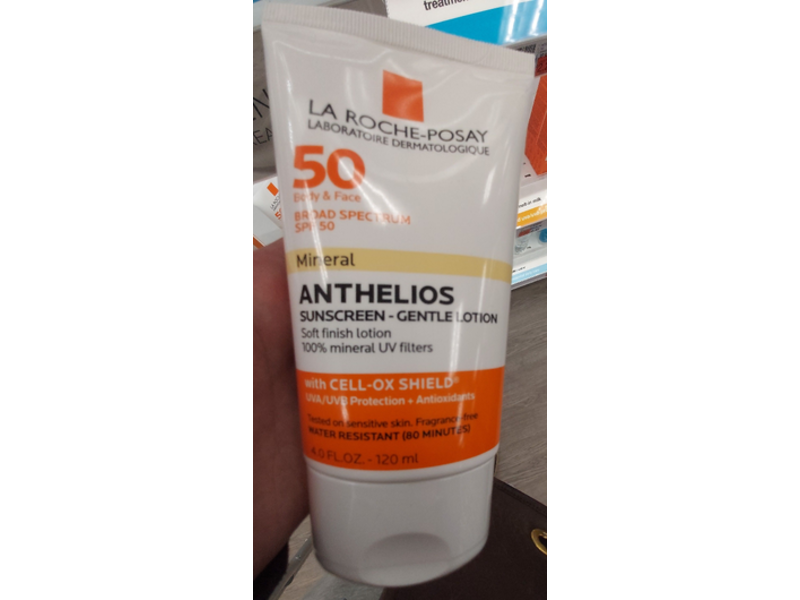 treatmen
LA ROCHE-POSAY
LABORATOIRE DERMATOLOGIQUE
50
Body & Face
BROAD SPECTRUM
SPF 50
Mineral
ANTHELIOS
SUNSCREEN - GENTLE LOTION
Soft finish lotion
100% mineral UV filters
with CELL-OX SHIELD®
UVA/UVB Protection + Antioxidants
Tested on sensitive skin. Fragrance-free
WATER RESISTANT (80 MINUTES)
4.0 FL.OZ. - 120 ml